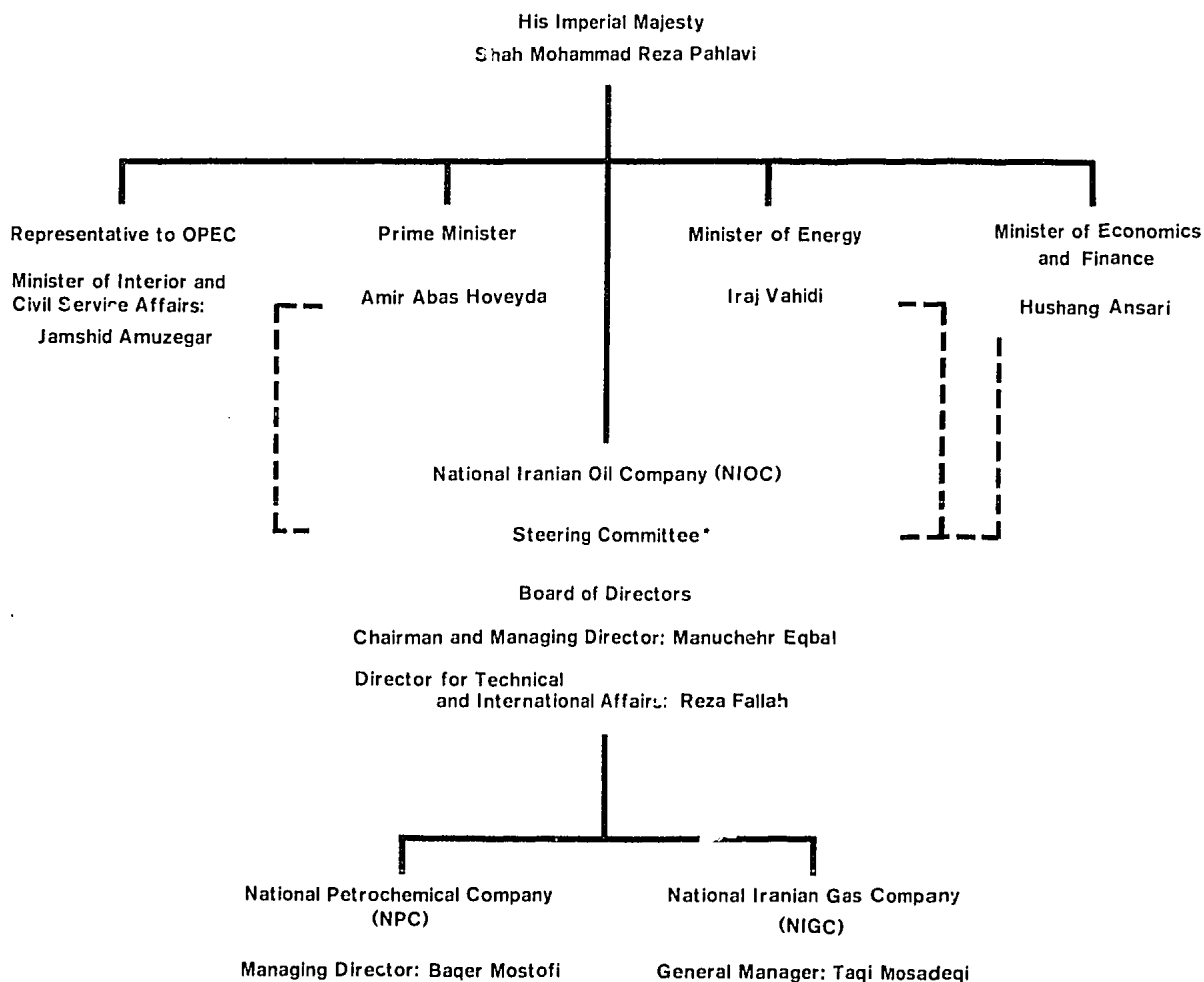 His Imperial Majesty
Shah Mohammad Reza Pahlavi
Representative to OPEC
Minister of Interior and
Civil Service Affairs:
Jamshid Amuzegar
Prime Minister
Amir Abas Hoveyda
Minister of Energy
Iraj Vahidi
Minister of Economics
and Finance
Hushang Ansari
National Iranian Oil Company (NIOC)
Steering Committee*
Board of Directors
Chairman and Managing Director: Manuchehr Eqbal
Director for Technical
and International Affairs: Reza Fallah
National Petrochemical Company
(NPC)
Managing Director: Baqer Mostofi
National Iranian Gas Company
(NIGC)
General Manager: Taqi Mosadeqi